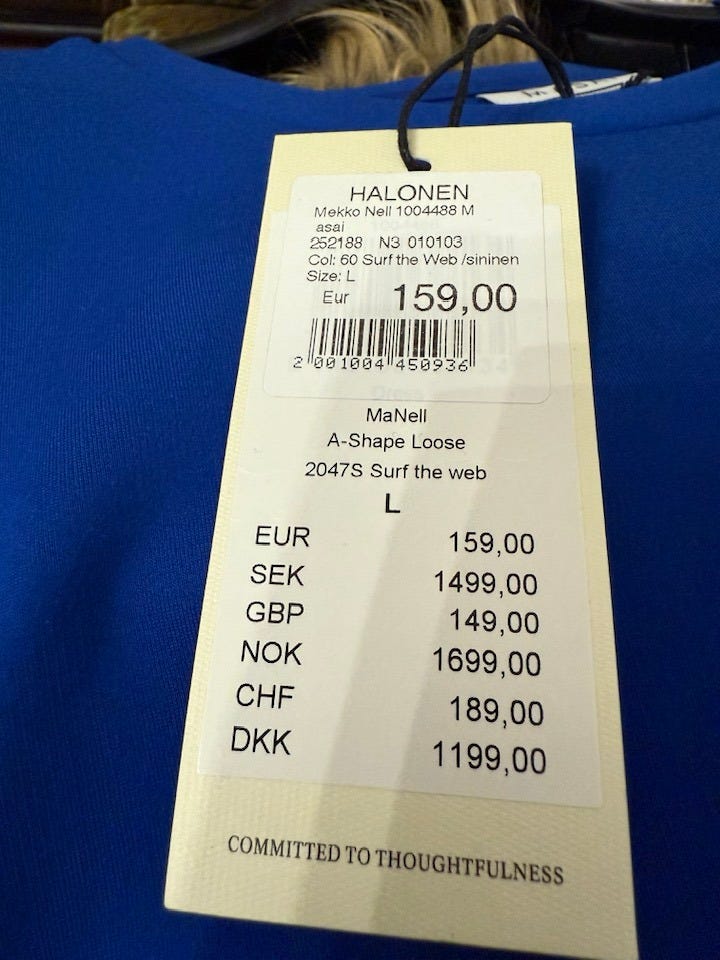 HALONEN
Mekko Nell 1004488 M
asai
252188 N3 010103
Col: 60 Surf the Web /sininen
Size: L
Eur 159,00
2 001004 450936
MaNell
A-Shape Loose
2047S Surf the web
L
EUR 159,00
SEK 1499,00
GBP 149,00
NOK 1699,00
CHF 189,00
DKK 1199,00
COMMITTED TO THOUGHTFULNESS